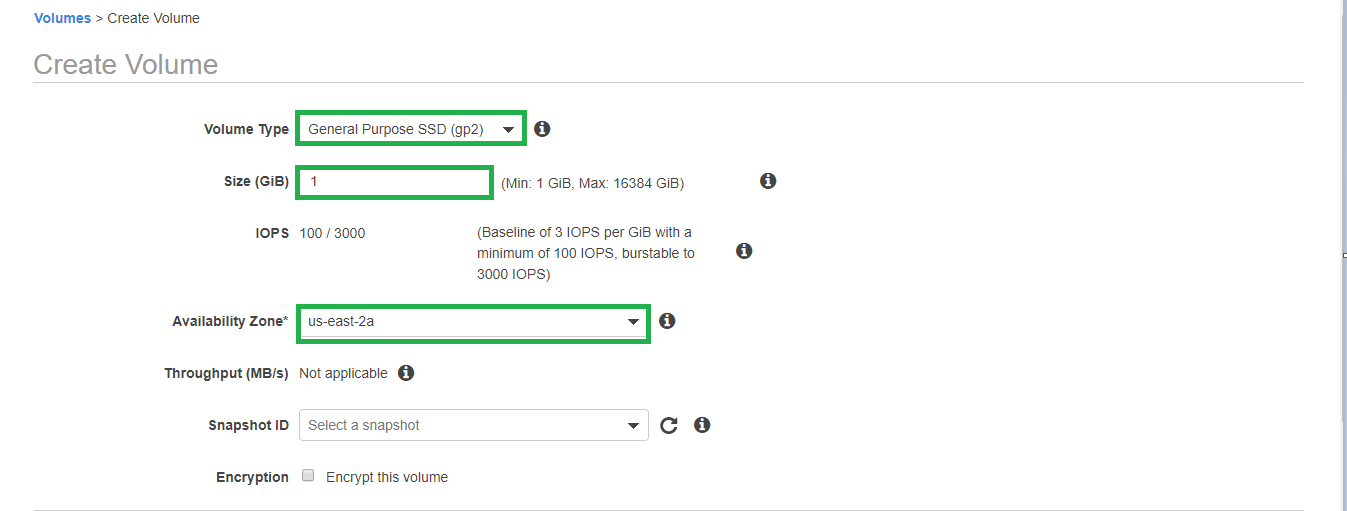 Volumes > Create Volume
Create Volume
Volume Type General Purpose SSD (gp2)
Size (GiB) 1 (Min: 1 GiB, Max: 16384 GiB)
IOPS 100 / 3000 (Baseline of 3 IOPS per GiB with a
minimum of 100 IOPS, burstable to
3000 IOPS)
Availability Zone* us-east-2a
Throughput (MB/s) Not applicable
Snapshot ID Select a snapshot
Encryption Encrypt this volume